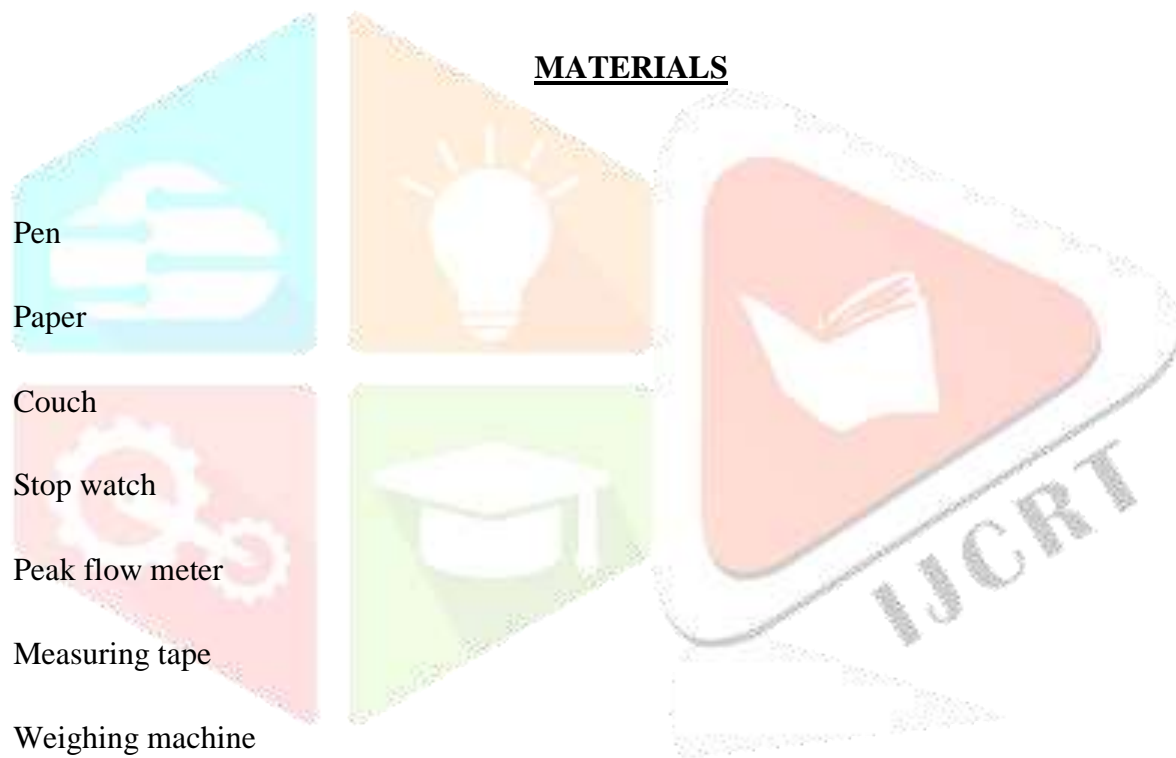 MATERIALS
Pen
Paper
Couch
Stop watch
Peak flow meter
Measuring tape
Weighing machine
IJCRT